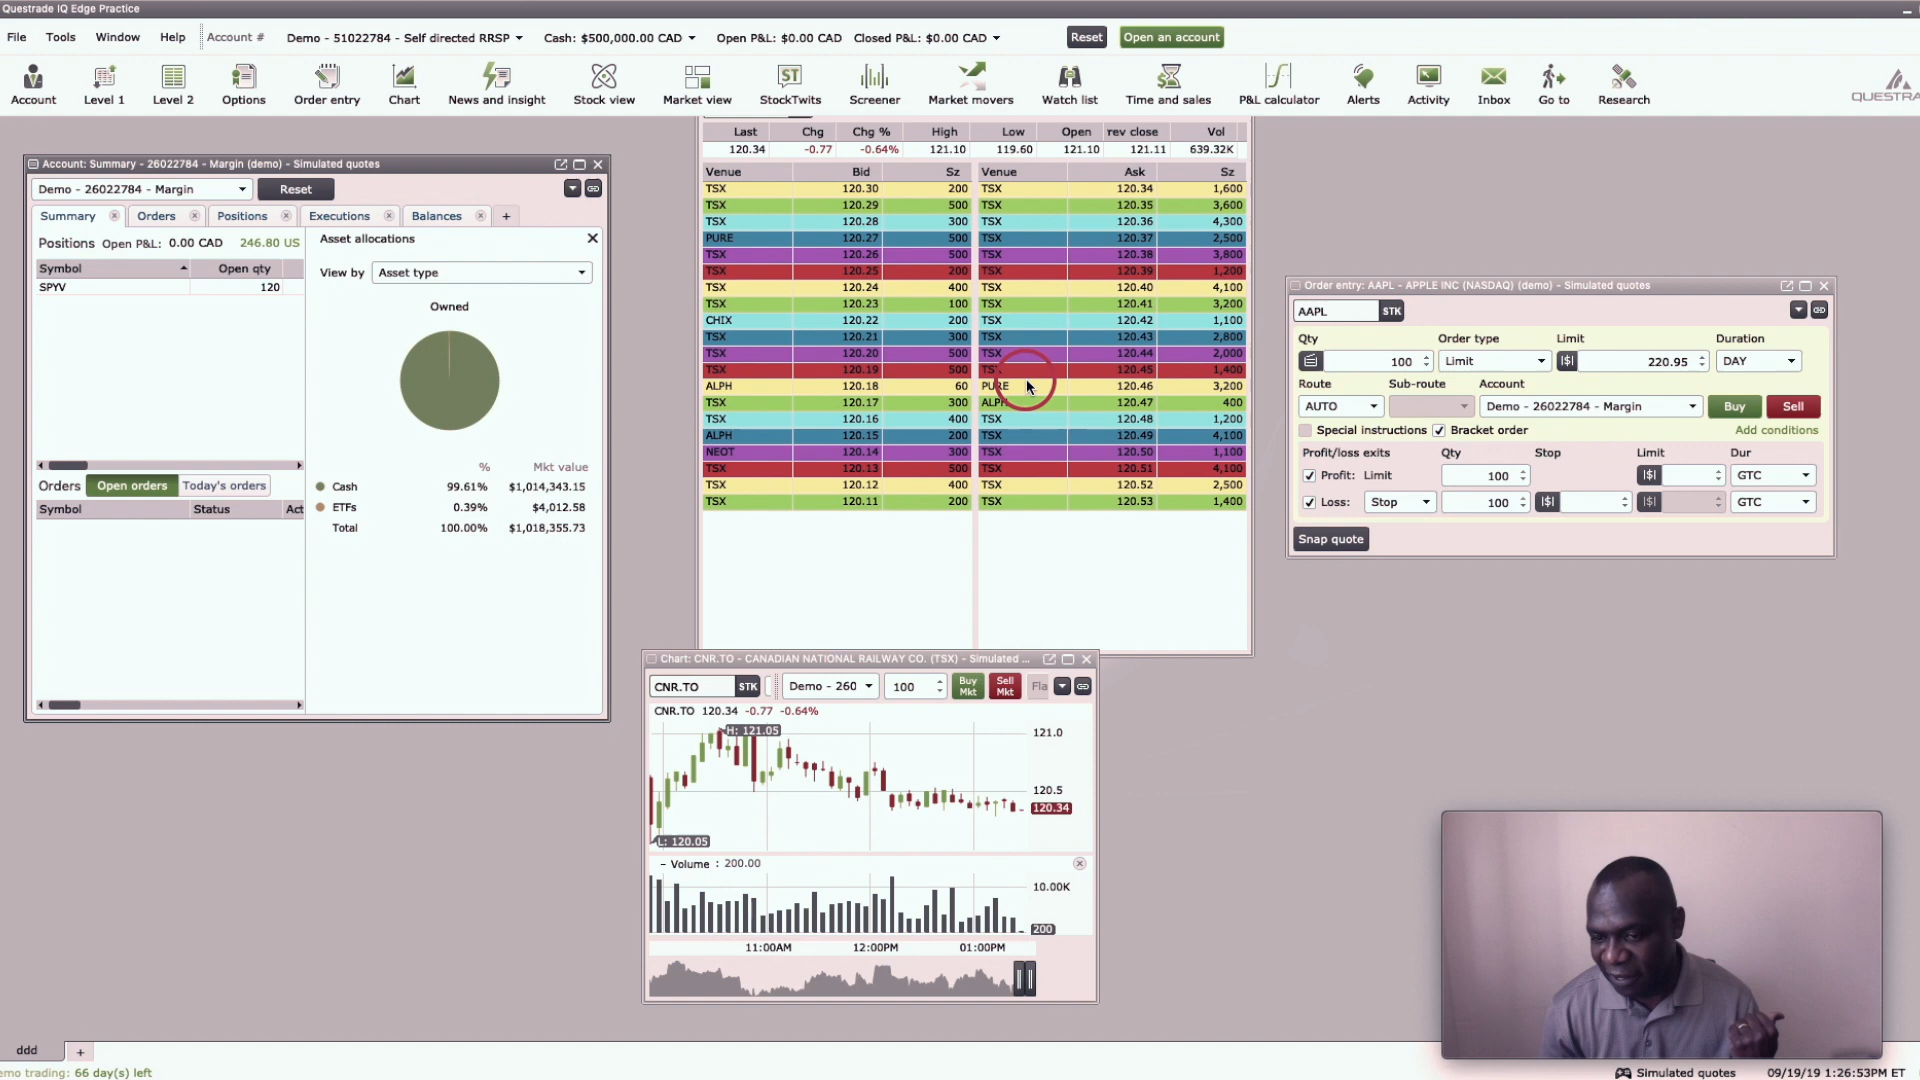 Questrade IQ Edge Practice
File Tools Window Help Account # Demo - 51022784 - Self directed RRSP Cash: $500,000.00 CAD Open P&L: $0.00 CAD Closed P&L: $0.00 CAD Reset Open an account
Account Level 1 Level 2 Options Order entry Chart News and insight Stock view Market view StockTwits Screener Market movers Watch list Time and sales P&L calculator Alerts Activity Inbox Go to Research
ST
QUESTRA
Account: Summary - 26022784 - Margin (demo) - Simulated quotes
Demo - 26022784 - Margin Reset
Summary Orders Positions Executions Balances +
Positions Open P&L: 0.00 CAD 246.80 US
Symbol Open qty
SPYV 120
Asset allocations
View by Asset type
Owned
% Mkt value
Cash 99.61% $1,014,343.15
ETFs 0.39% $4,012.58
Total 100.00% $1,018,355.73
Orders Open orders Today's orders
Symbol Status Act
Last Chg Chg % High Low Open rev close Vol
120.34 -0.77 -0.64% 121.10 119.60 121.10 121.11 639.32K
Venue Bid Sz Venue Ask Sz
TSX 120.30 200 TSX 120.34 1,600
TSX 120.29 500 TSX 120.35 3,600
TSX 120.28 300 TSX 120.36 4,300
PURE 120.27 500 TSX 120.37 2,500
TSX 120.26 500 TSX 120.38 3,800
TSX 120.25 200 TSX 120.39 1,200
TSX 120.24 400 TSX 120.40 4,100
TSX 120.23 100 TSX 120.41 3,200
CHIX 120.22 200 TSX 120.42 1,100
TSX 120.21 300 TSX 120.43 2,800
TSX 120.20 500 TSX 120.44 2,000
TSX 120.19 500 TSX 120.45 1,400
ALPH 120.18 60 PURE 120.46 3,200
TSX 120.17 300 ALPH 120.47 400
TSX 120.16 400 TSX 120.48 1,200
ALPH 120.15 200 TSX 120.49 4,100
NEOT 120.14 300 TSX 120.50 1,100
TSX 120.13 500 TSX 120.51 4,100
TSX 120.12 400 TSX 120.52 2,500
TSX 120.11 200 TSX 120.53 1,400
Order entry: AAPL - APPLE INC (NASDAQ) (demo) - Simulated quotes
AAPL STK
Qty Order type Limit Duration
100 Limit |$| 220.95 DAY
Route Sub-route Account
AUTO Demo - 26022784 - Margin Buy Sell
Special instructions Bracket order Add conditions
Profit/loss exits Qty Stop Limit Dur
Profit: Limit 100 |$| GTC
Loss: Stop 100 |$| |$| GTC
Snap quote
Chart: CNR.TO - CANADIAN NATIONAL RAILWAY CO. (TSX) - Simulated ...
CNR.TO STK Demo - 260 100 Buy Mkt Sell Mkt Fla
CNR.TO 120.34 -0.77 -0.64%
H: 121.05
121.0
120.5
120.34
L: 120.05
– Volume : 200.00
10.00K
200
11:00AM 12:00PM 01:00PM
ddd +
emo trading: 66 day(s) left
Simulated quotes 09/19/19 1:26:53PM ET